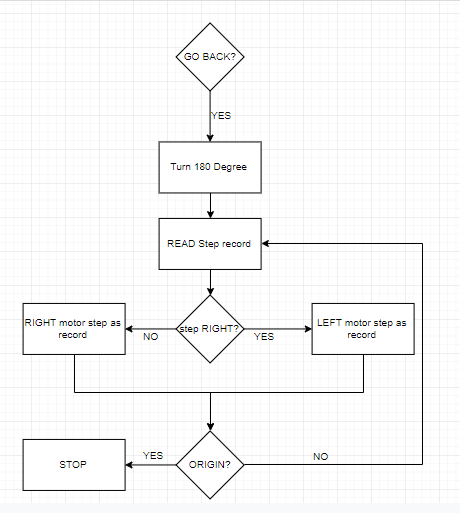 GO BACK?
YES
Turn 180 Degree
READ Step record
RIGHT motor step as
record
NO
step RIGHT?
YES
LEFT motor step as
record
STOP
YES
ORIGIN?
NO